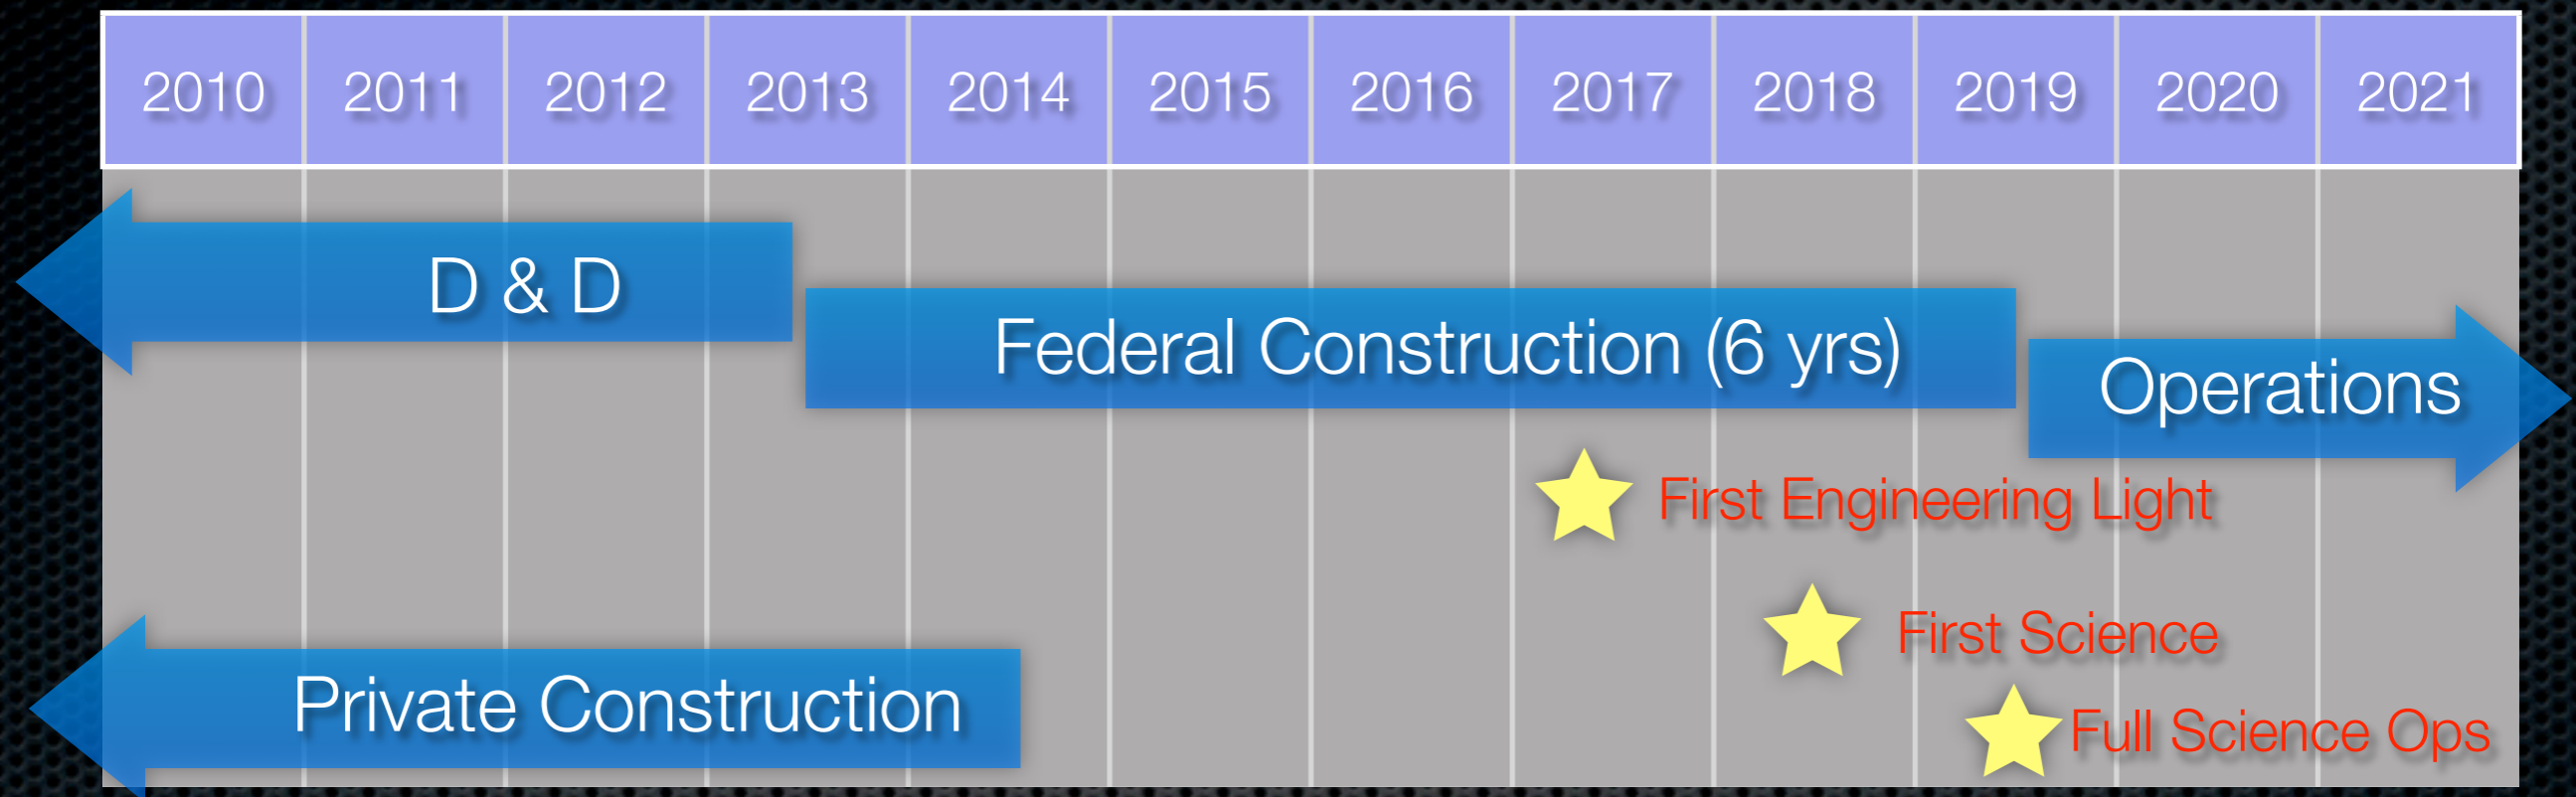 2010 2011 2012 2013 2014 2015 2016 2017 2018 2019 2020 2021
D & D
Federal Construction (6 yrs)
Operations
First Engineering Light
First Science
Private Construction
Full Science Ops